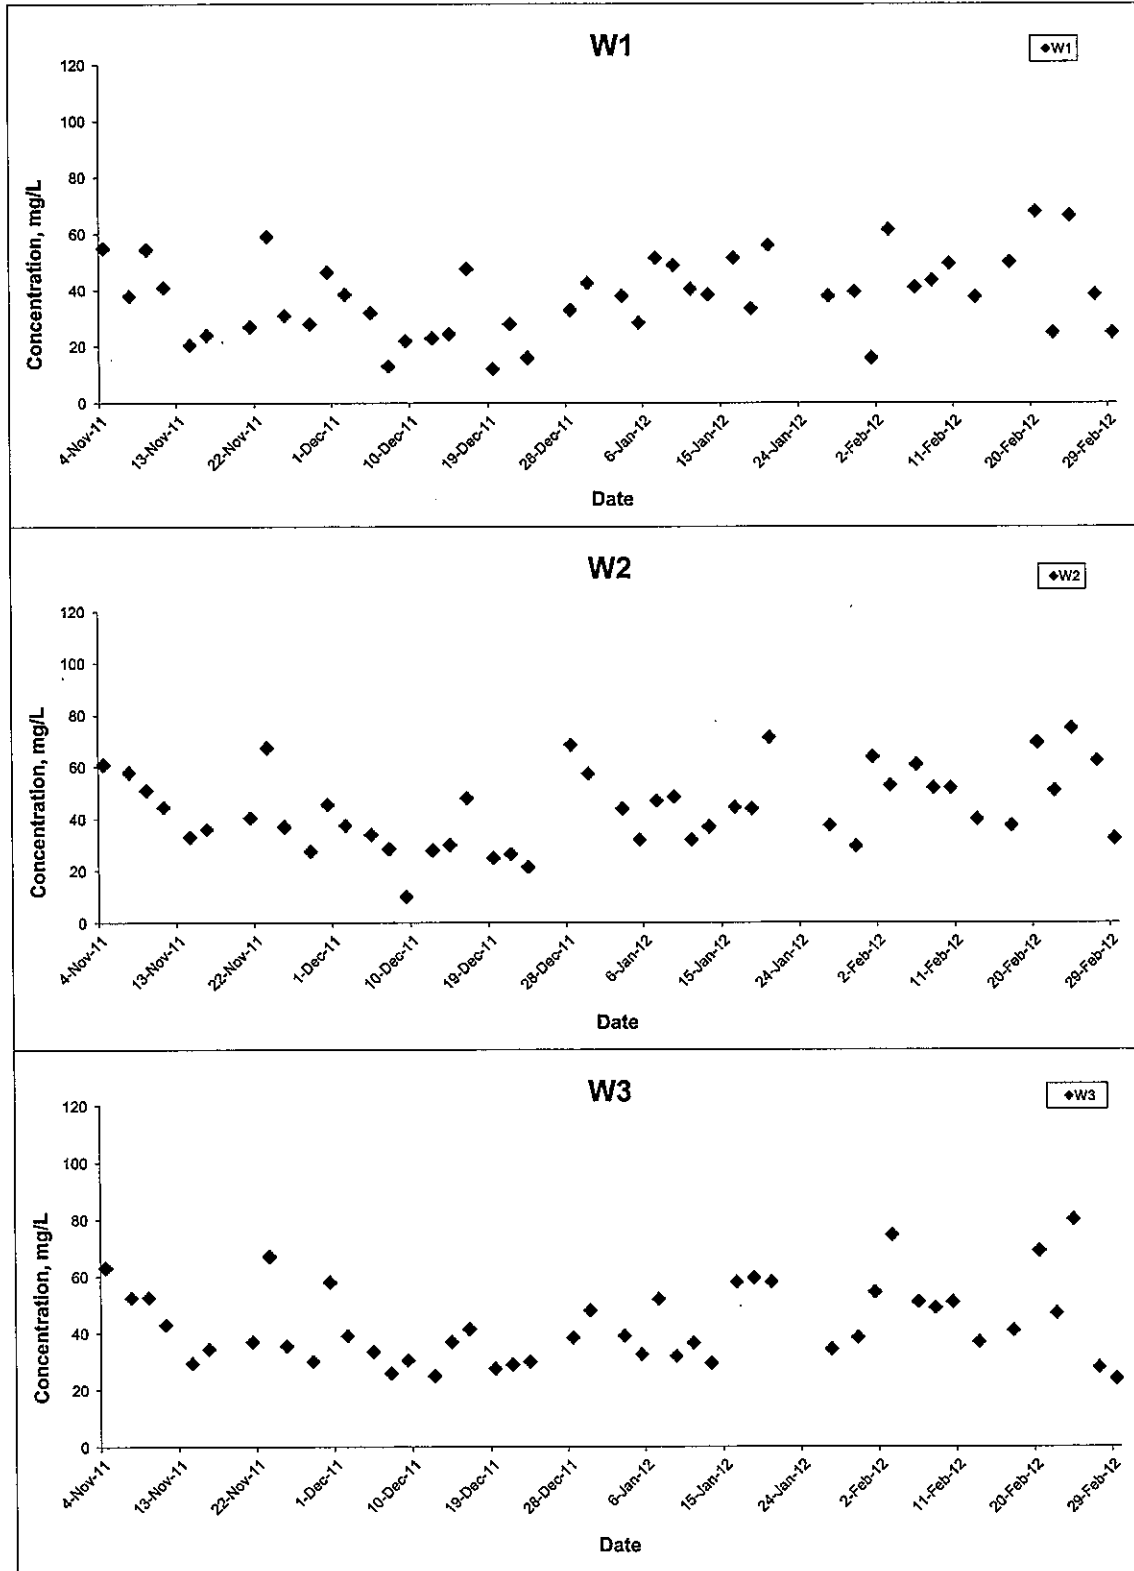 W1
◆W1
120
100
80
60
40
20
0
Concentration, mg/L
4-Nov-11
13-Nov-11
22-Nov-11
1-Dec-11
10-Dec-11
19-Dec-11
28-Dec-11
6-Jan-12
15-Jan-12
24-Jan-12
2-Feb-12
11-Feb-12
20-Feb-12
29-Feb-12
Date
W2
◆W2
120
100
80
60
40
20
0
Concentration, mg/L
4-Nov-11
13-Nov-11
22-Nov-11
1-Dec-11
10-Dec-11
19-Dec-11
28-Dec-11
6-Jan-12
15-Jan-12
24-Jan-12
2-Feb-12
11-Feb-12
20-Feb-12
29-Feb-12
Date
W3
◆W3
120
100
80
60
40
20
0
Concentration, mg/L
4-Nov-11
13-Nov-11
22-Nov-11
1-Dec-11
10-Dec-11
19-Dec-11
28-Dec-11
6-Jan-12
15-Jan-12
24-Jan-12
2-Feb-12
11-Feb-12
20-Feb-12
29-Feb-12
Date